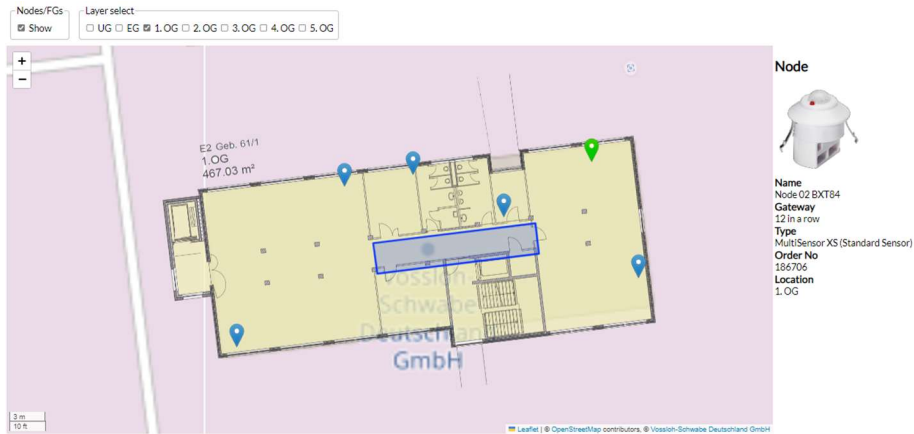 Nodes/FGs
Show
Layer select
UG EG 1. OG 2. OG 3. OG 4. OG 5. OG
+
−
E2 Geb. 61/1
1.OG
467.03 m²
Vossloh-
Schwabe
Deutschland
GmbH
3 m
10 ft
Leaflet | © OpenStreetMap contributors, © Vossloh-Schwabe Deutschland GmbH
Node
Name
Node 02 BXT84
Gateway
12 in a row
Type
MultiSensor XS (Standard Sensor)
Order No
186706
Location
1. OG